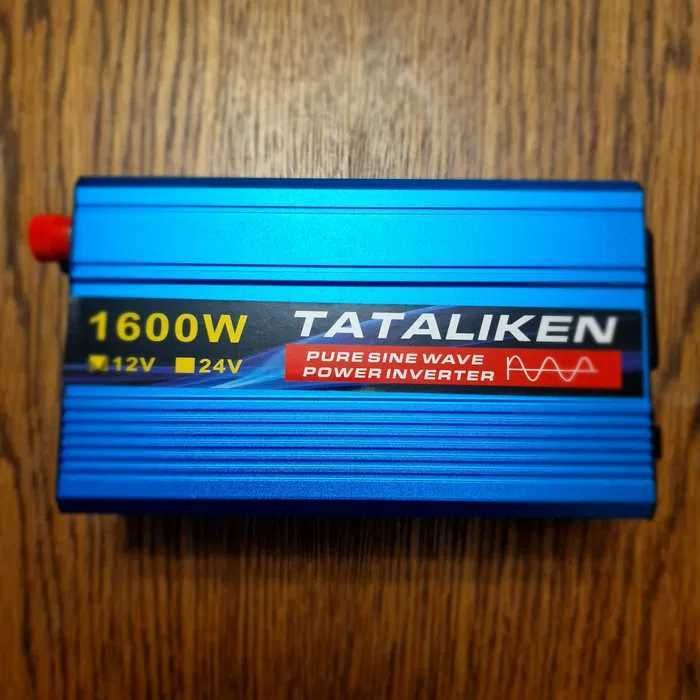 1600W
12V 24V
TATALIKEN
PURE SINE WAVE
POWER INVERTER